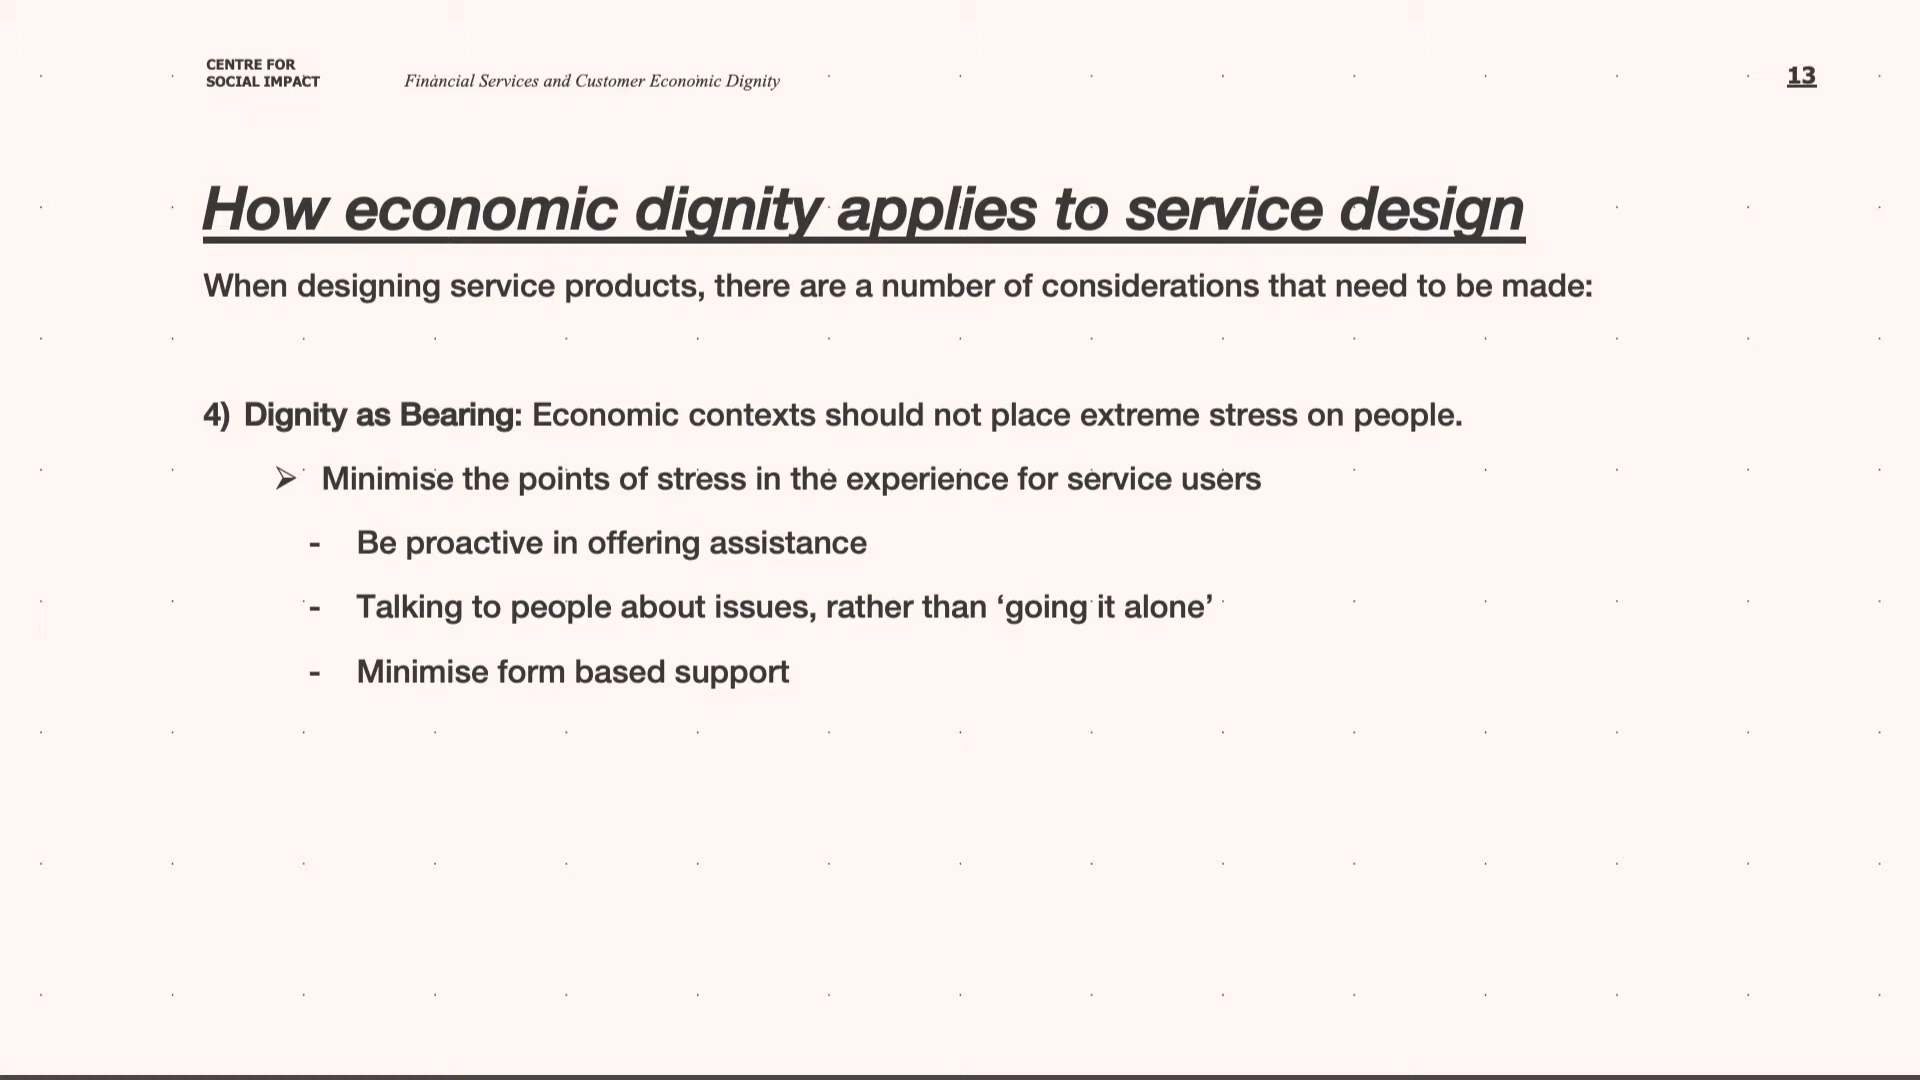 CENTRE FOR
SOCIAL IMPACT
Financial Services and Customer Economic Dignity
13
How economic dignity applies to service design
When designing service products, there are a number of considerations that need to be made:
4) Dignity as Bearing: Economic contexts should not place extreme stress on people.
➢ Minimise the points of stress in the experience for service users
- Be proactive in offering assistance
- Talking to people about issues, rather than ‘going it alone’
- Minimise form based support